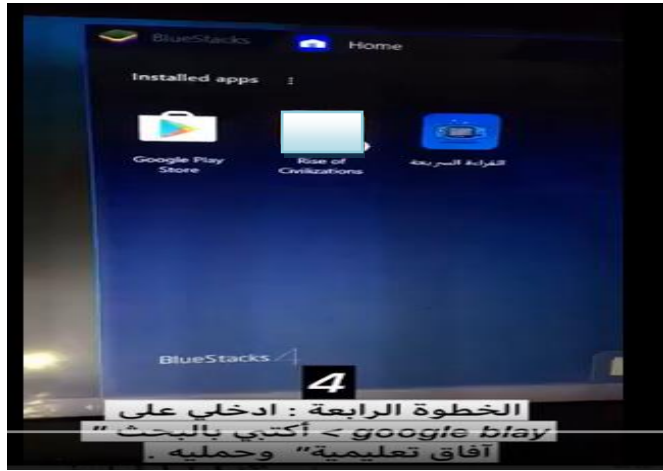 BlueStacks
Home
Installed apps
Google Play
Store
Rise of
Civilizations
القراءة السريعة
BlueStacks 4
4
الخطوة الرابعة : ادخلي على
google blay > أكتبي بالبحث "
آفاق تعليمية" وحمليه .